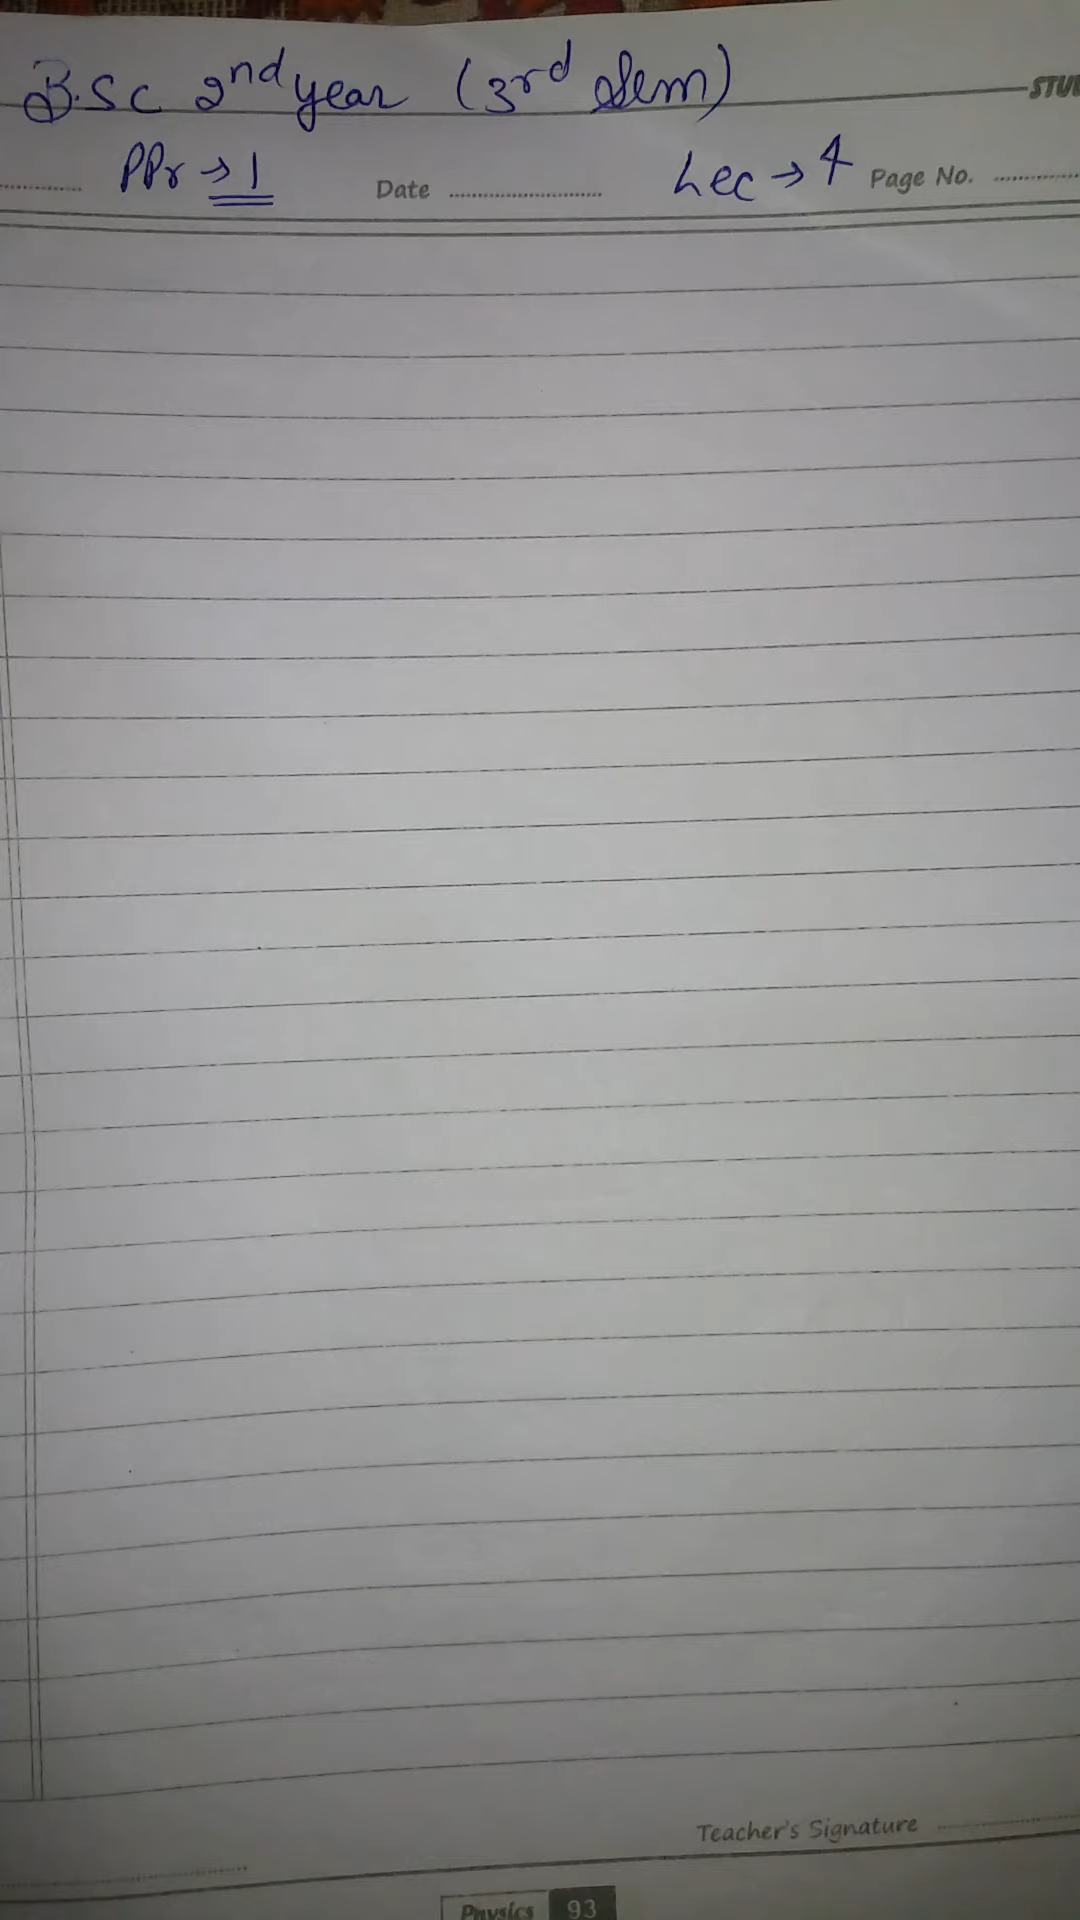 B.Sc 2nd year (3rd Sem)
STU
PPr → 1 Date Lec → 4 Page No.
Teacher's Signature
Physics 93